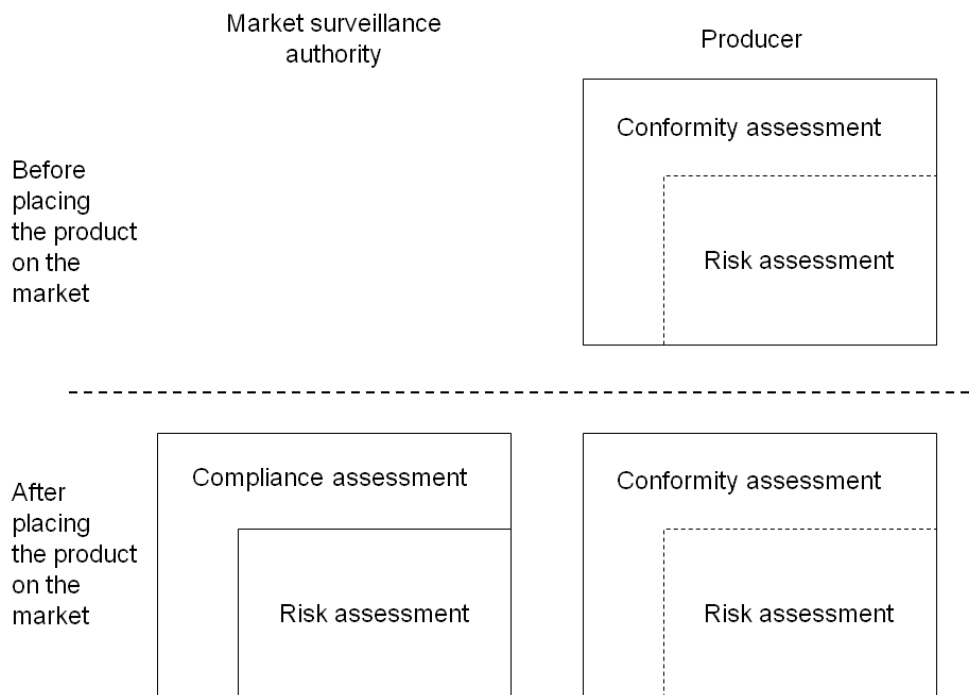 Market surveillance
authority
Producer
Conformity assessment
Before
placing
the product
on the
market
Risk assessment
Compliance assessment
Conformity assessment
After
placing
the product
on the
market
Risk assessment
Risk assessment